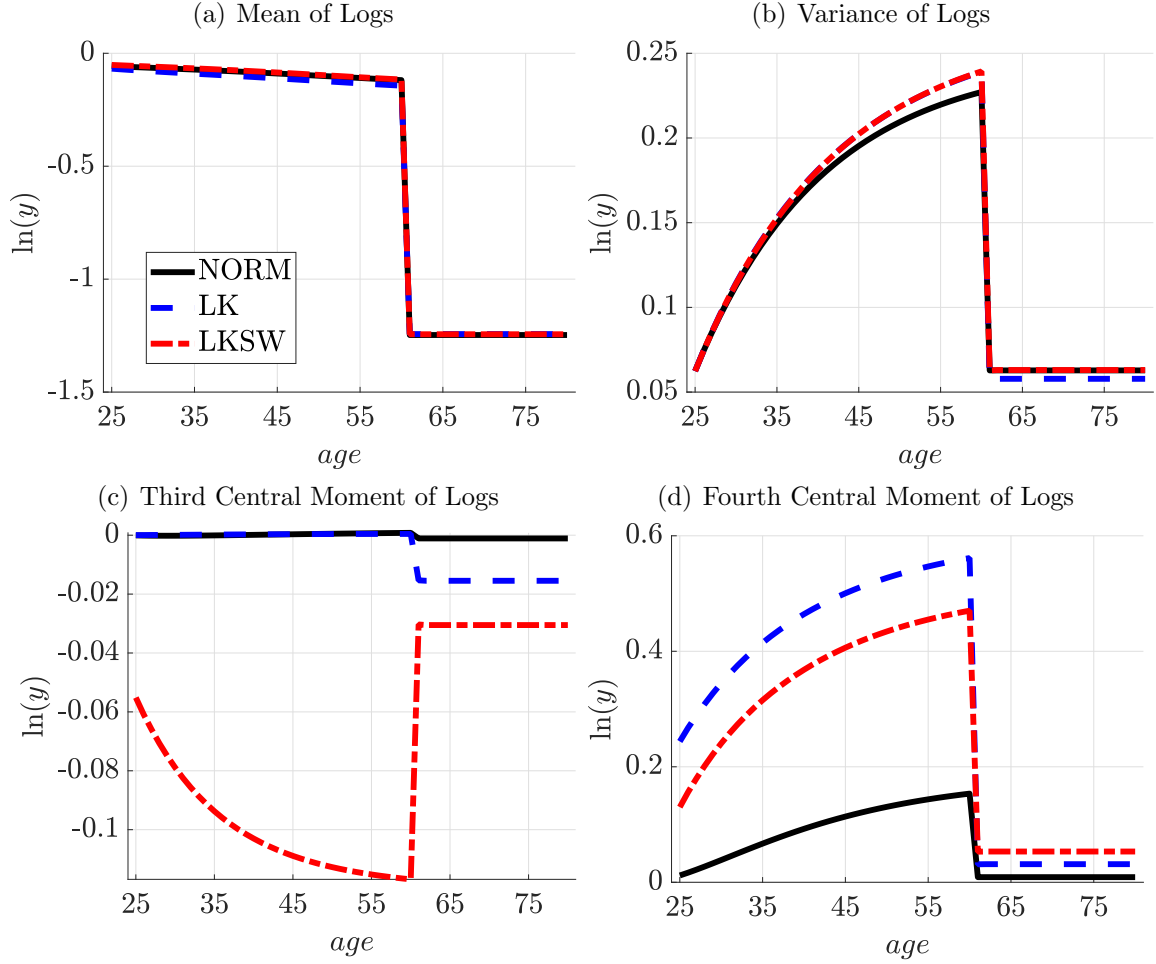 (a) Mean of Logs
0
-0.5
-1
-1.5
ln(y)
NORM
LK
LKSW
25 35 45 55 65 75
age
(b) Variance of Logs
0.25
0.2
0.15
0.1
0.05
ln(y)
25 35 45 55 65 75
age
(c) Third Central Moment of Logs
0
-0.02
-0.04
-0.06
-0.08
-0.1
ln(y)
25 35 45 55 65 75
age
(d) Fourth Central Moment of Logs
0.6
0.4
0.2
0
ln(y)
25 35 45 55 65 75
age